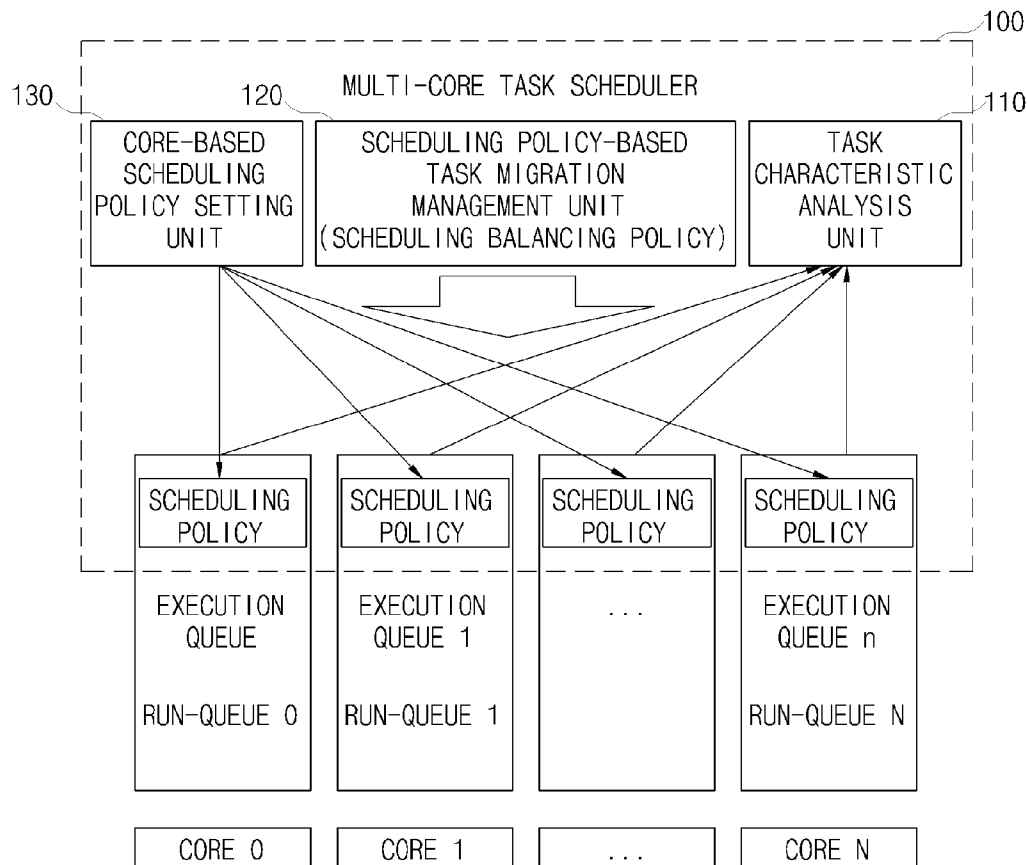 100
MULTI-CORE TASK SCHEDULER
130
120
110
CORE-BASED
SCHEDULING
POLICY SETTING
UNIT
SCHEDULING POLICY-BASED
TASK MIGRATION
MANAGEMENT UNIT
(SCHEDULING BALANCING POLICY)
TASK
CHARACTERISTIC
ANALYSIS
UNIT
SCHEDULING
POLICY
SCHEDULING
POLICY
SCHEDULING
POLICY
SCHEDULING
POLICY
EXECUTION
QUEUE
EXECUTION
QUEUE 1
...
EXECUTION
QUEUE n
RUN-QUEUE 0
RUN-QUEUE 1
RUN-QUEUE N
CORE 0
CORE 1
...
CORE N